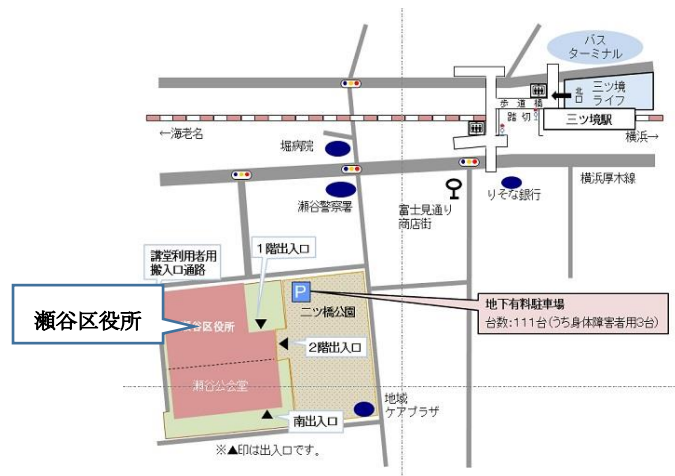 バス
ターミナル
歩道橋
北口
三ツ境
ライフ
踏切
三ツ境駅
←海老名
横浜→
堀病院
横浜厚木線
瀬谷警察署
富士見通り
商店街
りそな銀行
講堂利用者用
搬入口通路
1階出入口
P
二ツ橋公園
地下有料駐車場
台数:111台(うち身体障害者用3台)
瀬谷区役所
瀬谷区役所
2階出入口
瀬谷公会堂
地域
ケアプラザ
南出入口
※▲印は出入口です。